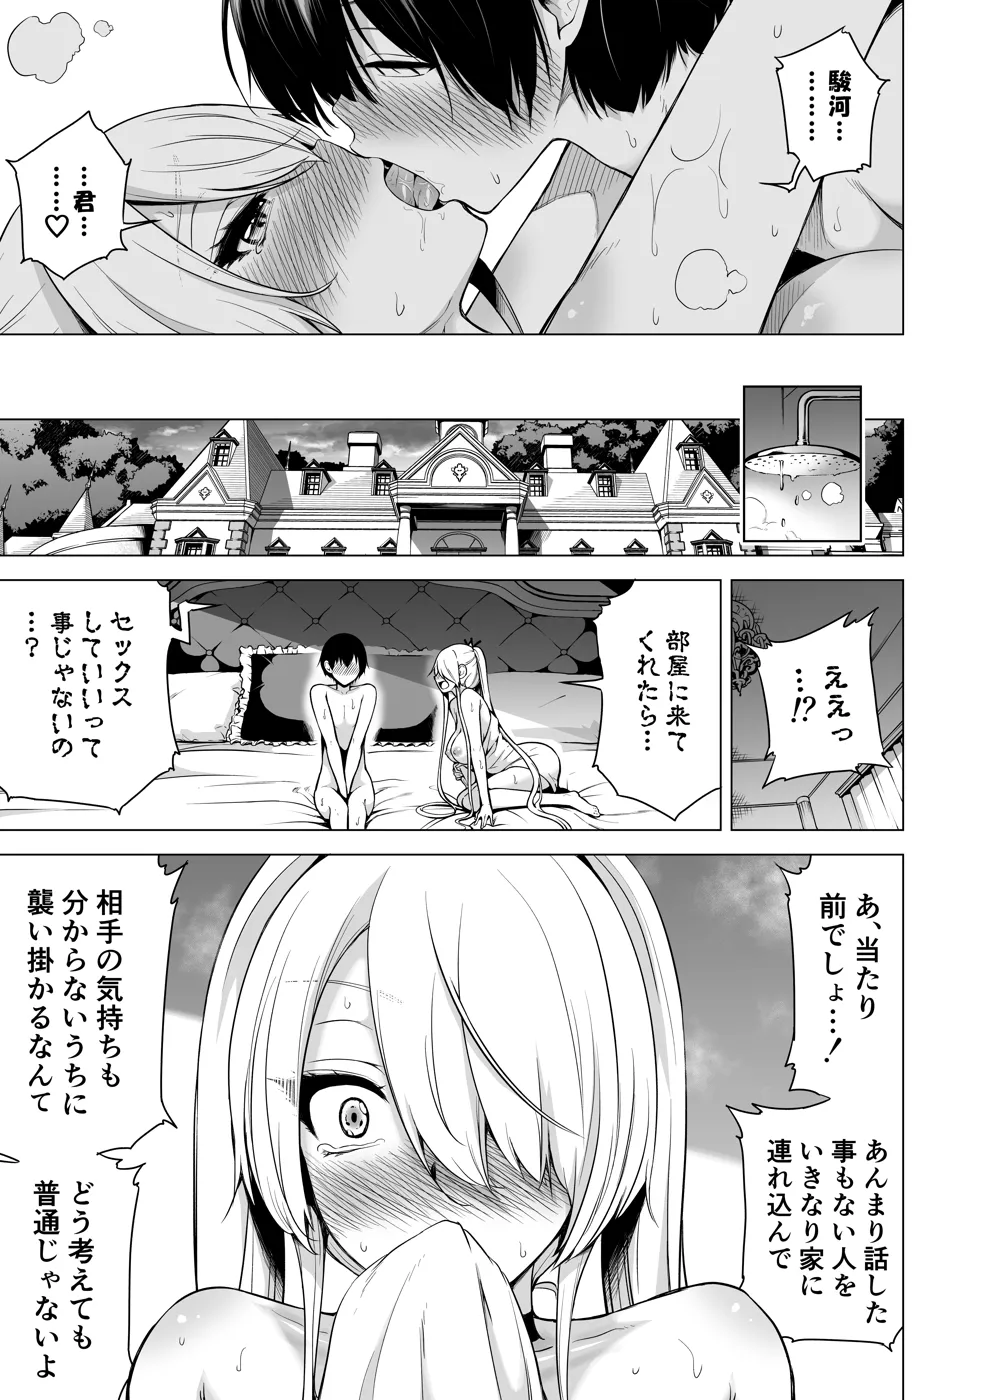 駿河…
………
…君…
………♡
ええっ
…!?
部屋に来て
くれたら…
セックス
していいって
事じゃないの
…?
あ、当たり
前でしょ…！
あんまり話した
事もない人を
いきなり家に
連れ込んで
相手の気持ちも
分からないうちに
襲い掛かるなんて
どう考えても
普通じゃないよ